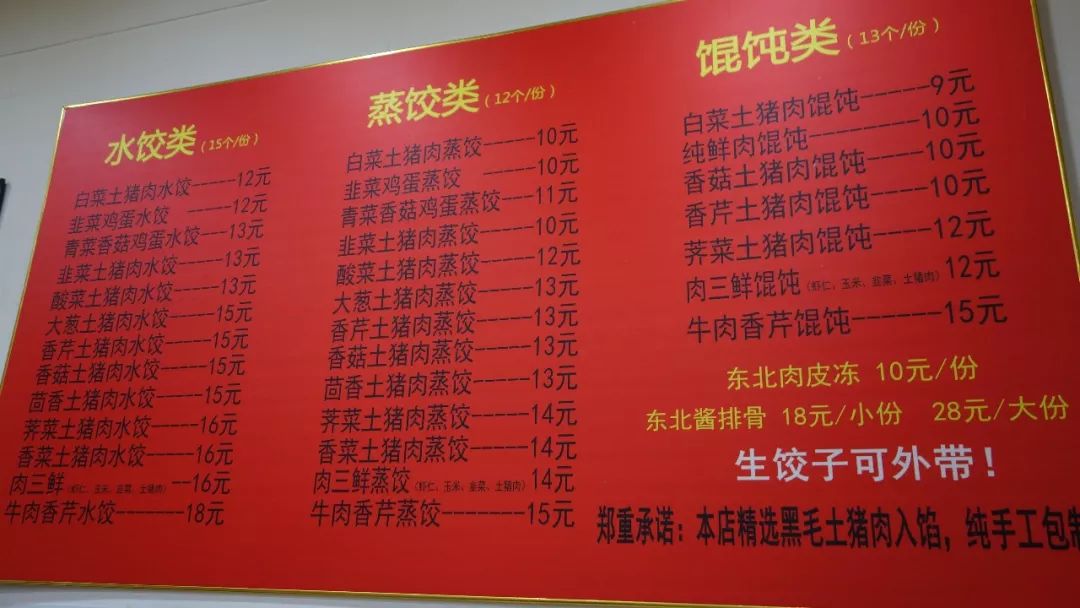 水饺类（15个/份）
白菜土猪肉水饺-----12元
韭菜鸡蛋水饺 -----12元
青菜香菇鸡蛋水饺---13元
韭菜土猪肉水饺-----13元
酸菜土猪肉水饺-----13元
大葱土猪肉水饺-----15元
香芹土猪肉水饺-----15元
香菇土猪肉水饺-----15元
茴香土猪肉水饺-----15元
荠菜土猪肉水饺-----16元
香菜土猪肉水饺-----16元
肉三鲜（虾仁、玉米、韭菜、土猪肉）--16元
牛肉香芹水饺-------18元
蒸饺类（12个/份）
白菜土猪肉蒸饺-----10元
韭菜鸡蛋蒸饺 -----10元
青菜香菇鸡蛋蒸饺---11元
韭菜土猪肉蒸饺-----10元
酸菜土猪肉蒸饺-----12元
大葱土猪肉蒸饺-----13元
香芹土猪肉蒸饺-----13元
香菇土猪肉蒸饺-----13元
茴香土猪肉蒸饺-----13元
荠菜土猪肉蒸饺-----14元
香菜土猪肉蒸饺-----14元
肉三鲜蒸饺（虾仁、玉米、韭菜、土猪肉）14元
牛肉香芹蒸饺-------15元
馄饨类（13个/份）
白菜土猪肉馄饨-----9元
纯鲜肉馄饨--------10元
香菇土猪肉馄饨-----10元
香芹土猪肉馄饨-----10元
荠菜土猪肉馄饨-----12元
肉三鲜馄饨（虾仁、玉米、韭菜、土猪肉）12元
牛肉香芹馄饨-------15元
东北肉皮冻 10元/份
东北酱排骨 18元/小份 28元/大份
生饺子可外带！
郑重承诺：本店精选黑毛土猪肉入馅，纯手工包制